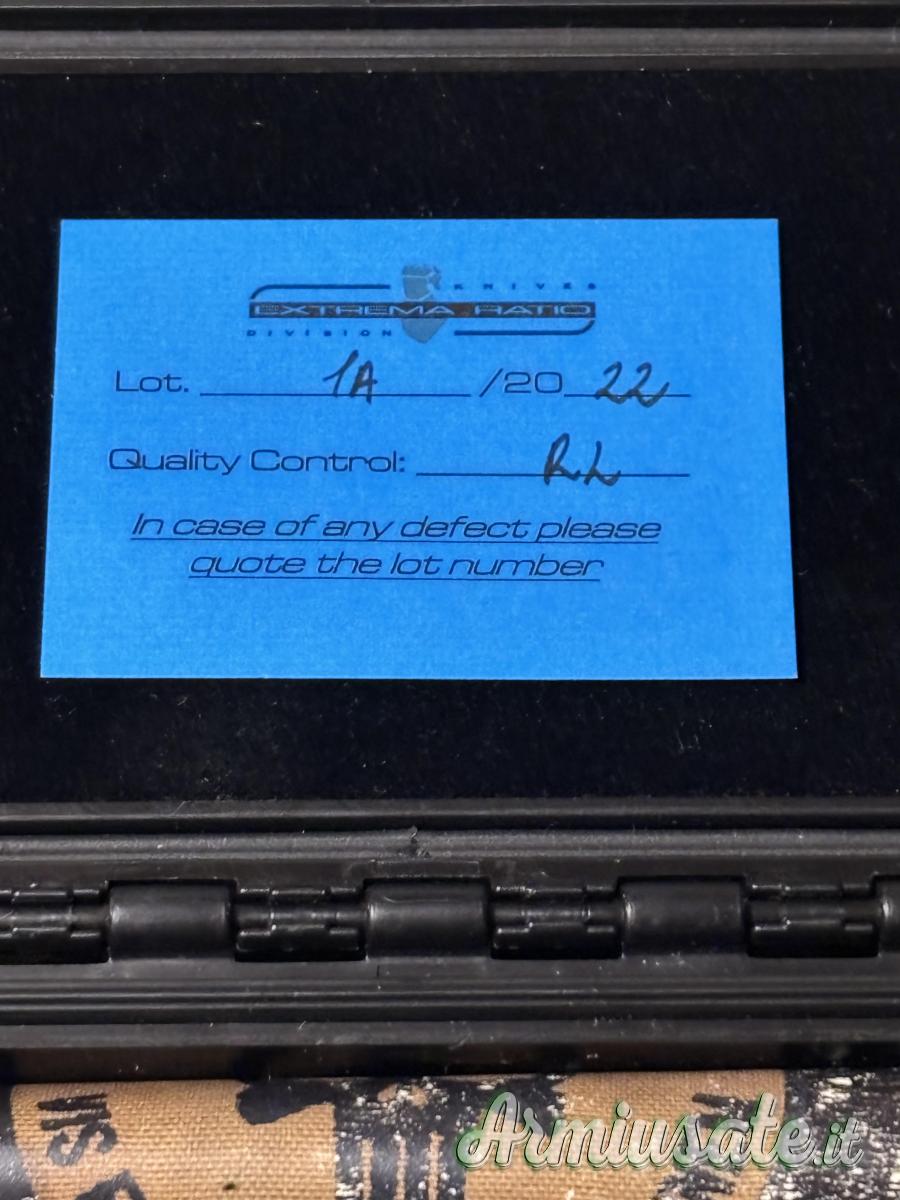 KNIVES
EXTREMA RATIO
DIVISION
Lot. 1A /20 22
Quality Control: RL
In case of any defect please
quote the lot number
Armiusate.it